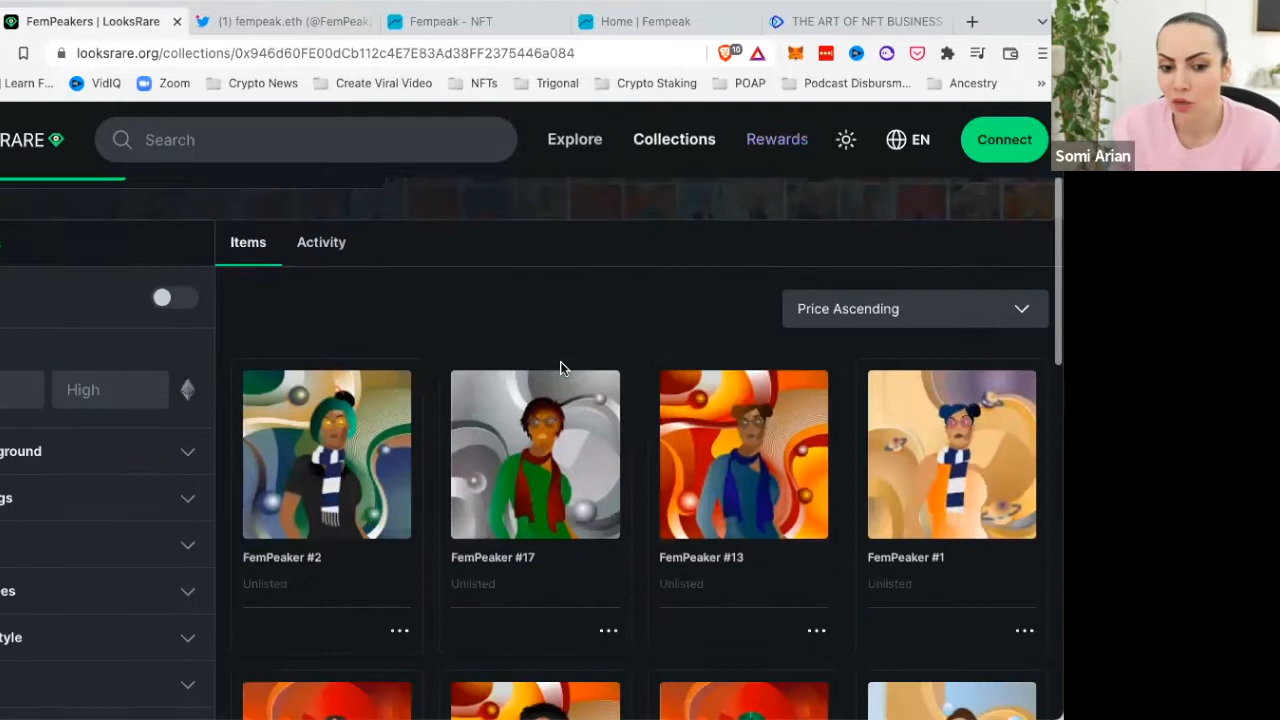 FemPeakers | LooksRare
(1) fempeak.eth (@FemPeak
Fempeak - NFT
Home | Fempeak
THE ART OF NFT BUSINESS
looksrare.org/collections/0x946d60FE00dCb112c4E7E83Ad38FF2375446a084
10
Learn F...
VidIQ
Zoom
Crypto News
Create Viral Video
NFTs
Trigonal
Crypto Staking
POAP
Podcast Disbursm...
Ancestry
»
RARE
Search
Explore
Collections
Rewards
EN
Connect
Somi Arian
Items
Activity
Price Ascending
High
ground
gs
es
tyle
FemPeaker #2
FemPeaker #17
FemPeaker #13
FemPeaker #1
Unlisted
Unlisted
Unlisted
Unlisted